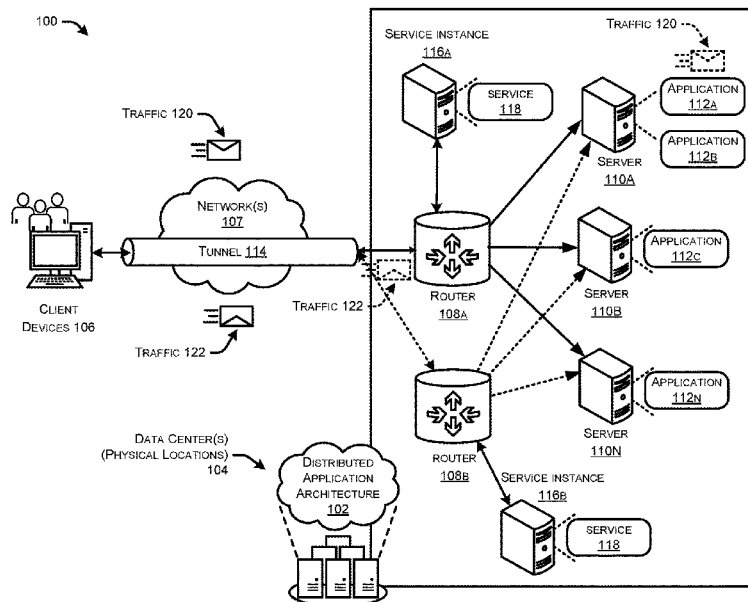 100
TRAFFIC 120
SERVICE INSTANCE
116A
SERVICE
118
APPLICATION
112A
APPLICATION
112B
SERVER
110A
TRAFFIC 120
NETWORK(S)
107
TUNNEL 114
CLIENT
DEVICES 106
TRAFFIC 122
TRAFFIC 122
ROUTER
108A
APPLICATION
112C
SERVER
110B
APPLICATION
112N
SERVER
110N
ROUTER
108B
DATA CENTER(S)
(PHYSICAL LOCATIONS)
104
DISTRIBUTED
APPLICATION
ARCHITECTURE
102
SERVICE INSTANCE
116B
SERVICE
118